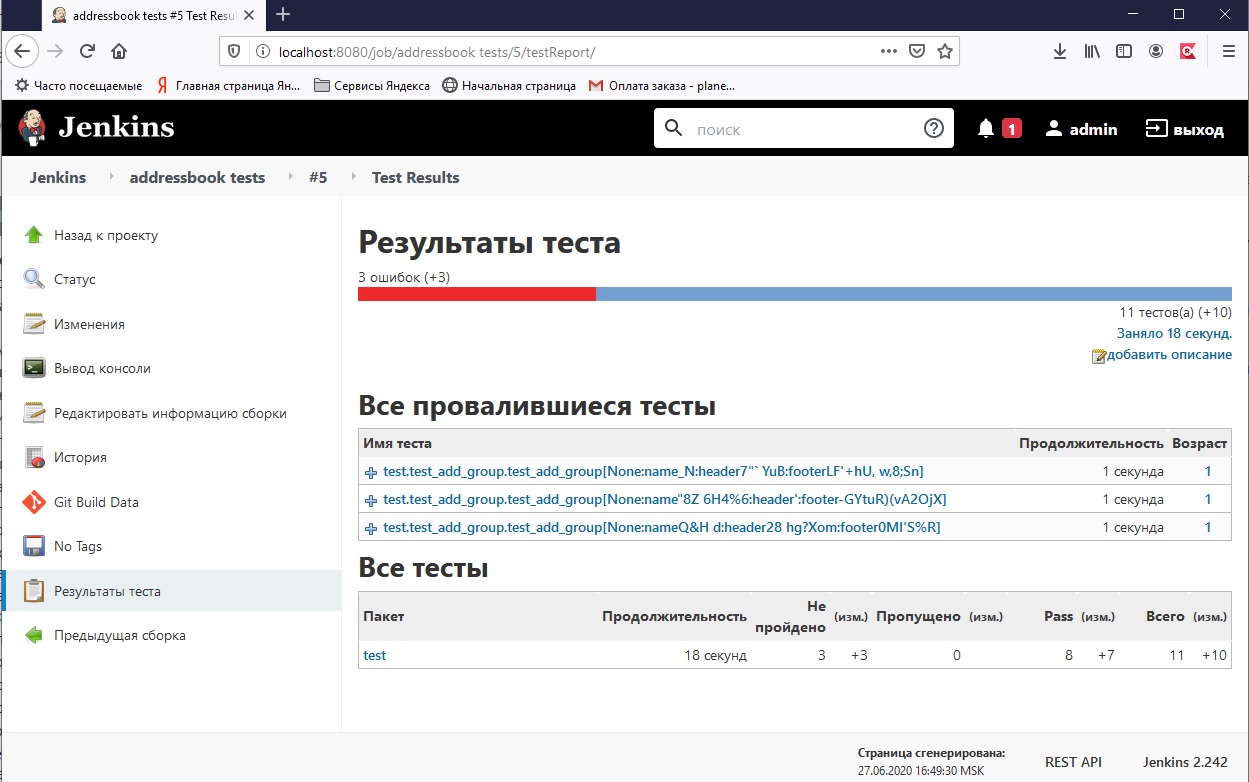 addressbook tests #5 Test Resul
localhost:8080/job/addressbook tests/5/testReport/
Часто посещаемые
Главная страница Ян...
Сервисы Яндекса
Начальная страница
Оплата заказа - plane...
Jenkins
поиск
1
admin
выход
Jenkins
addressbook tests
#5
Test Results
Назад к проекту
Статус
Изменения
Вывод консоли
Редактировать информацию сборки
История
Git Build Data
No Tags
Результаты теста
Предыдущая сборка
Результаты теста
3 ошибок (+3)
11 тестов(а) (+10)
Заняло 18 секунд.
добавить описание
Все провалившиеся тесты
Имя теста Продолжительность Возраст
test.test_add_group.test_add_group[None:name_N:header7"` YuB:footerLF'+hU, w,8;Sn] 1 секунда 1
test.test_add_group.test_add_group[None:name"8Z 6H4%6:header':footer-GYtuR)(vA2OjX] 1 секунда 1
test.test_add_group.test_add_group[None:nameQ&H d:header28 hg?Xom:footer0MI'S%R] 1 секунда 1
Все тесты
Пакет Продолжительность Не пройдено (изм.) Пропущено (изм.) Pass (изм.) Всего (изм.)
test 18 секунд 3 +3 0 8 +7 11 +10
Страница сгенерирована:
27.06.2020 16:49:30 MSK
REST API
Jenkins 2.242